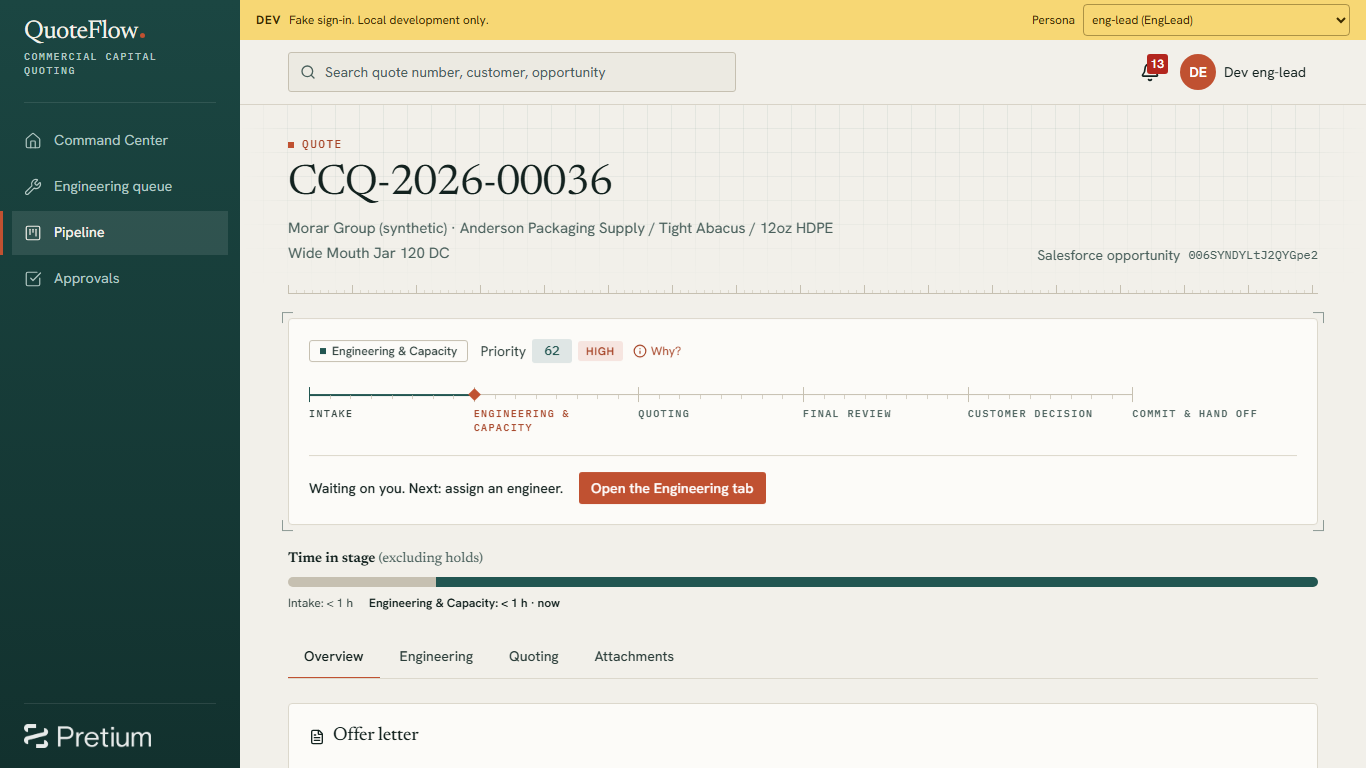 QuoteFlow.
COMMERCIAL CAPITAL
QUOTING
Command Center
Engineering queue
Pipeline
Approvals
Pretium
DEV Fake sign-in. Local development only.
Persona eng-lead (EngLead)
Search quote number, customer, opportunity
13
DE Dev eng-lead
QUOTE
CCQ-2026-00036
Morar Group (synthetic) · Anderson Packaging Supply / Tight Abacus / 12oz HDPE
Wide Mouth Jar 120 DC
Salesforce opportunity 006SYNDYLtJ2QYGpe2
Engineering & Capacity Priority 62 HIGH Why?
INTAKE
ENGINEERING &
CAPACITY
QUOTING
FINAL REVIEW
CUSTOMER DECISION
COMMIT & HAND OFF
Waiting on you. Next: assign an engineer. Open the Engineering tab
Time in stage (excluding holds)
Intake: < 1 h Engineering & Capacity: < 1 h · now
Overview Engineering Quoting Attachments
Offer letter